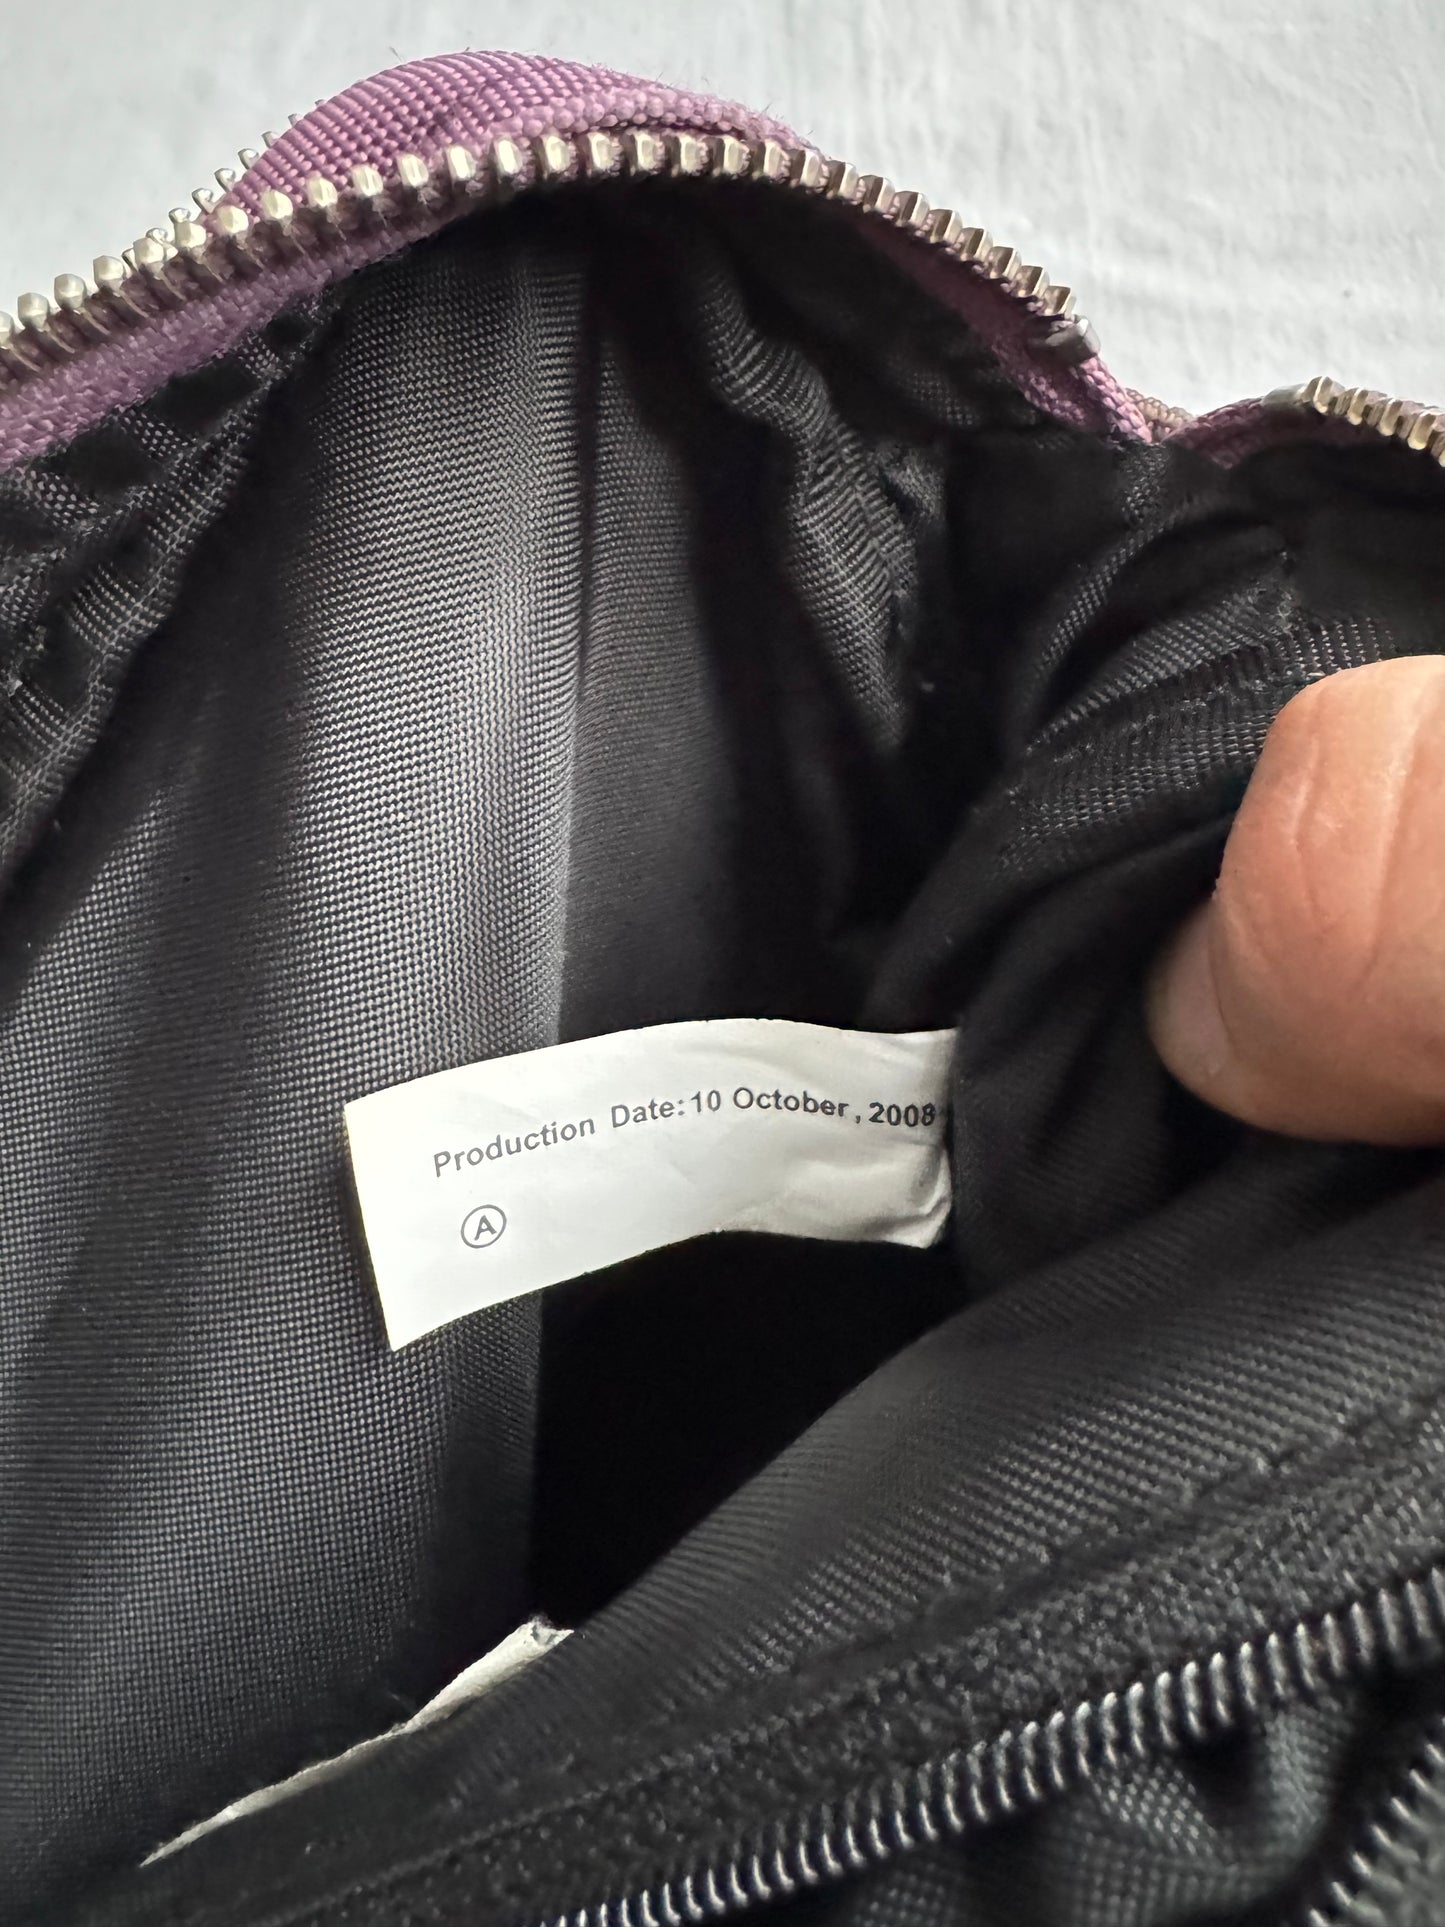 Production Date: 10 October, 2008
Ⓐ